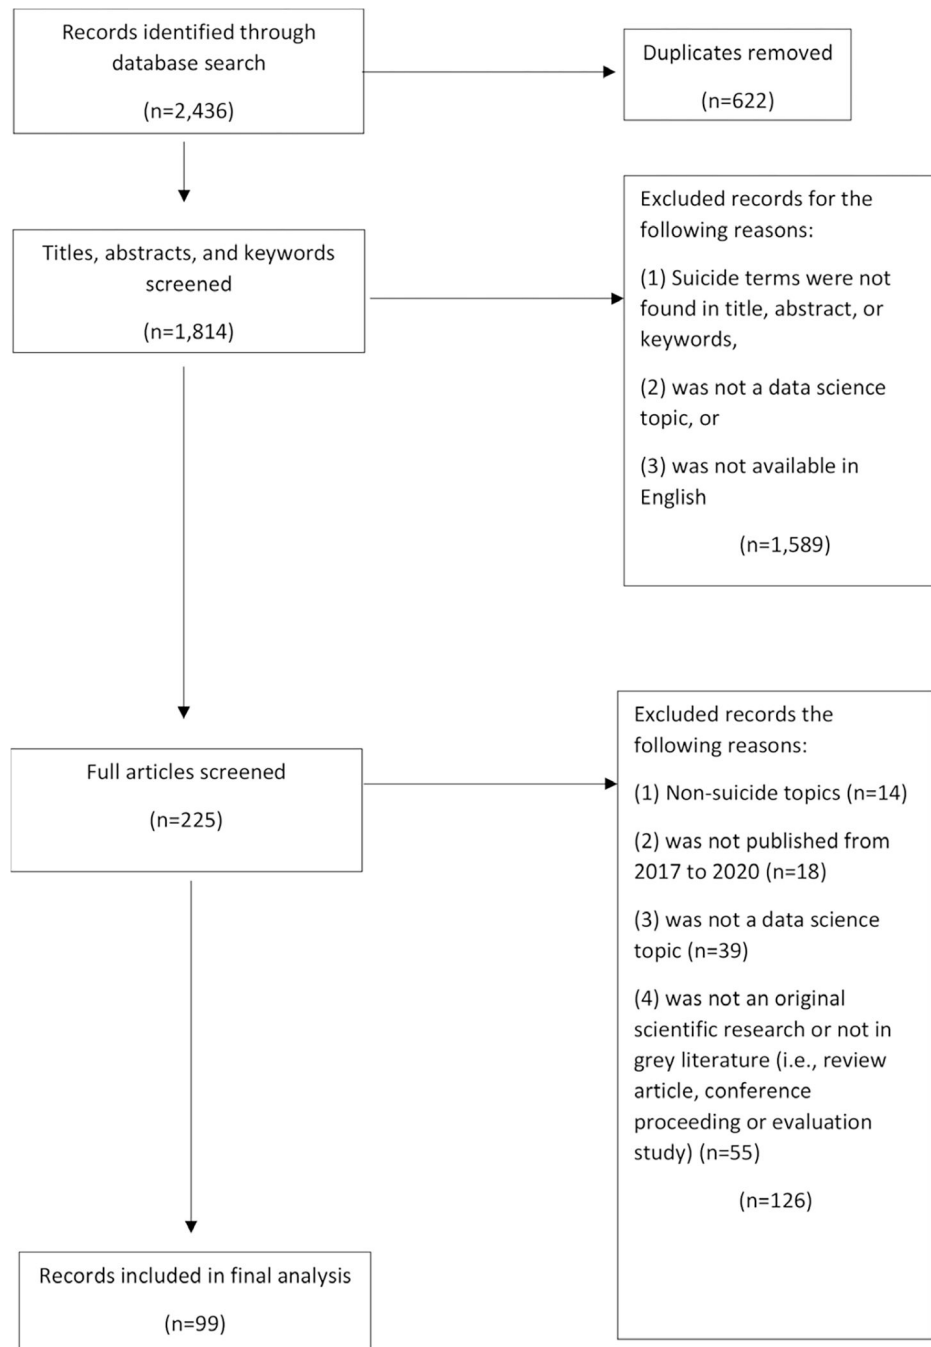 Records identified through
database search
(n=2,436)
Duplicates removed
(n=622)
Titles, abstracts, and keywords
screened
(n=1,814)
Excluded records for the
following reasons:
(1) Suicide terms were not
found in title, abstract, or
keywords,
(2) was not a data science
topic, or
(3) was not available in
English
(n=1,589)
Full articles screened
(n=225)
Excluded records the
following reasons:
(1) Non-suicide topics (n=14)
(2) was not published from
2017 to 2020 (n=18)
(3) was not a data science
topic (n=39)
(4) was not an original
scientific research or not in
grey literature (i.e., review
article, conference
proceeding or evaluation
study) (n=55)
(n=126)
Records included in final analysis
(n=99)